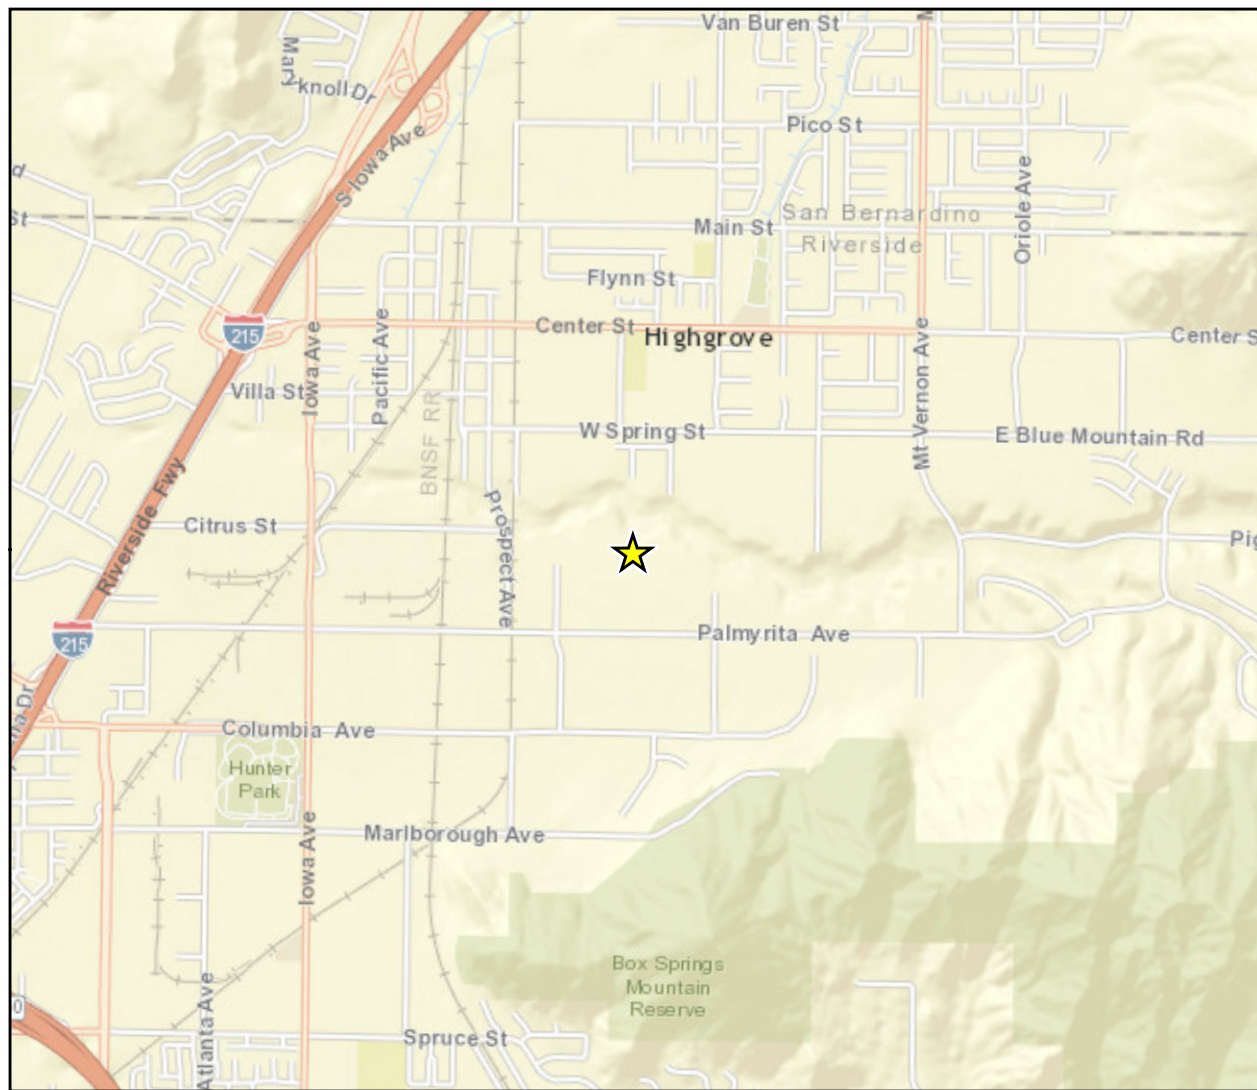 Van Buren St
Mar
yknoll Dr
S Iowa Ave
Pico St
Oriole Ave
San Bernardino
Main St
Riverside
Flynn St
Center St
Highgrove
Center S
215
Iowa Ave
Pacific Ave
Villa St
Mt Vernon Ave
BNSF RR
W Spring St
E Blue Mountain Rd
Riverside Fwy
Citrus St
Prospect Ave
Pig
215
Palmyrita Ave
Columbia Ave
Hunter
Park
Iowa Ave
Marlborough Ave
Box Springs
Mountain
Reserve
Atlanta Ave
Spruce St